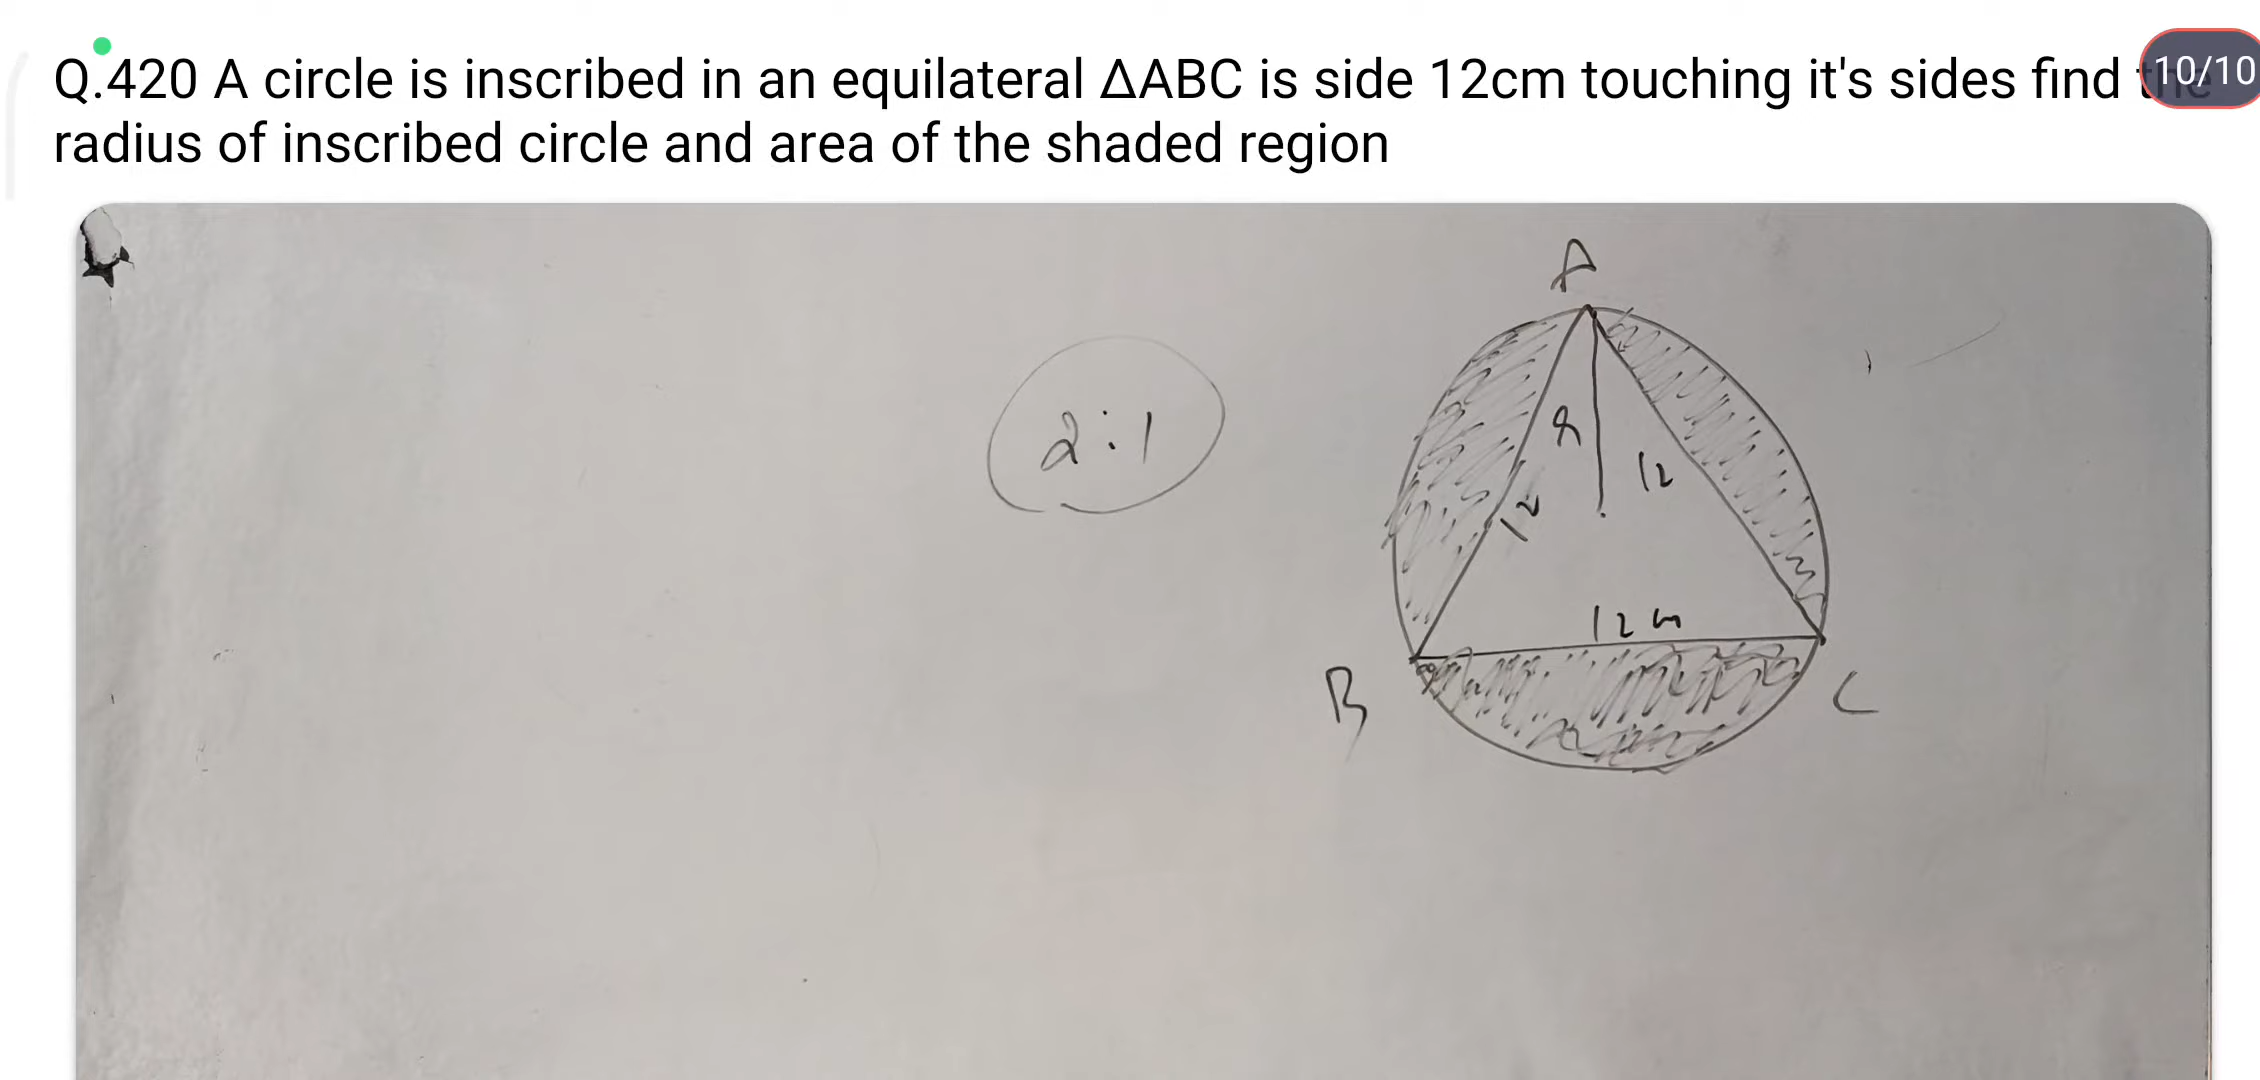 Q.420 A circle is inscribed in an equilateral ΔABC is side 12cm touching it's sides find the
10/10
radius of inscribed circle and area of the shaded region
A
2:1
12
12
12 cm
B
C